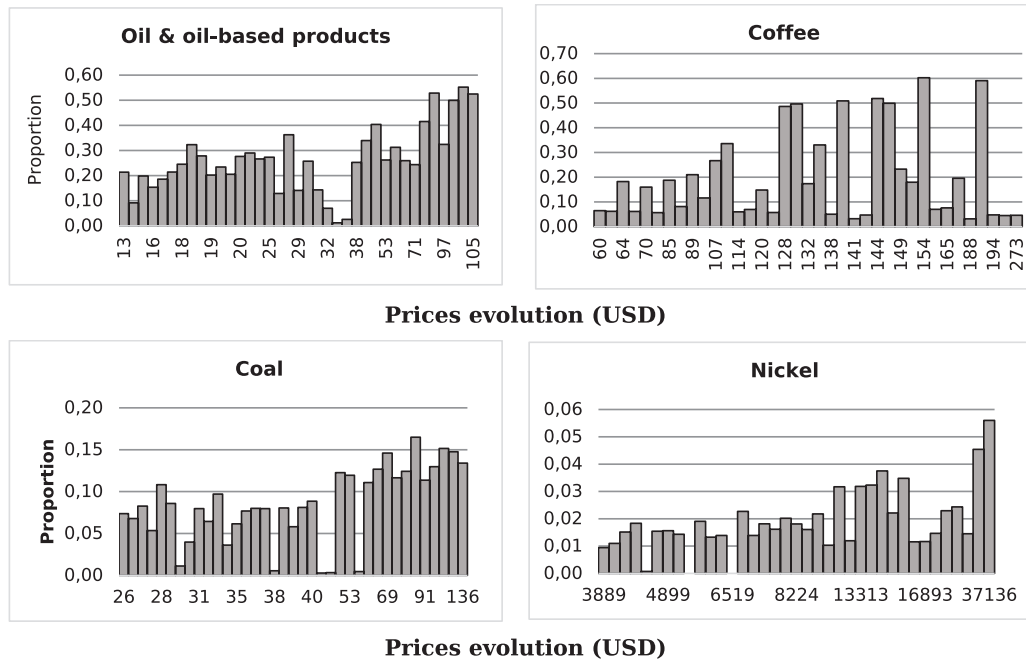 Oil & oil-based products
Proportion
0,60
0,50
0,40
0,30
0,20
0,10
0,00
13 16 18 19 20 25 29 32 38 53 71 97 105
Coffee
0,70
0,60
0,50
0,40
0,30
0,20
0,10
0,00
60 64 70 85 89 107 114 120 128 132 138 141 144 149 154 165 188 194 273
Prices evolution (USD)
Coal
Proportion
0,20
0,15
0,10
0,05
0,00
26 28 31 35 38 40 53 69 91 136
Nickel
0,06
0,05
0,04
0,03
0,02
0,01
0,00
3889 4899 6519 8224 13313 16893 37136
Prices evolution (USD)